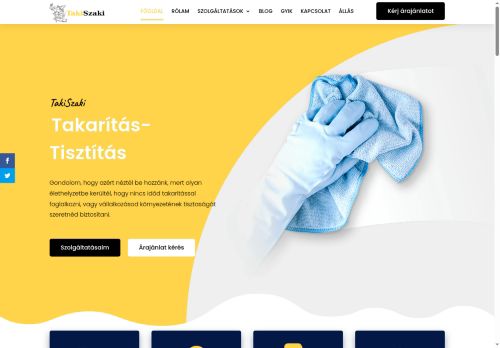 TakiSzaki
FŐOLDAL RÓLAM SZOLGÁLTATÁSOK BLOG GYIK KAPCSOLAT ÁLLÁS
Kérj árajánlatot
TakiSzaki
Takarítás-
Tisztítás
Gondolom, hogy azért néztél be hozzánk, mert olyan
élethelyzetbe kerültél, hogy nincs időd takarítással
foglalkozni, vagy vállalkozásod környezetének tisztaságát
szeretnéd biztosítani.
Szolgáltatásaim
Árajánlat kérés